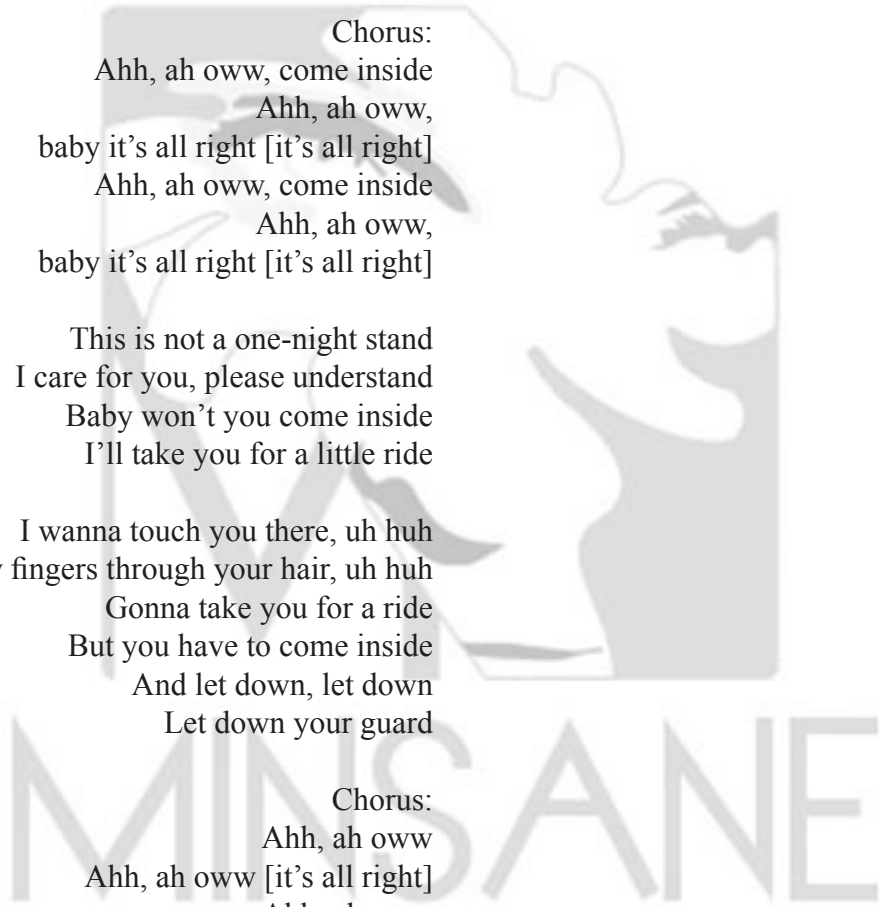 Chorus:
Ahh, ah oww, come inside
Ahh, ah oww,
baby it’s all right [it’s all right]
Ahh, ah oww, come inside
Ahh, ah oww,
baby it’s all right [it’s all right]
This is not a one-night stand
I care for you, please understand
Baby won’t you come inside
I’ll take you for a little ride
I wanna touch you there, uh huh
fingers through your hair, uh huh
Gonna take you for a ride
But you have to come inside
And let down, let down
Let down your guard
Chorus:
Ahh, ah oww
Ahh, ah oww [it’s all right]
MINSANE